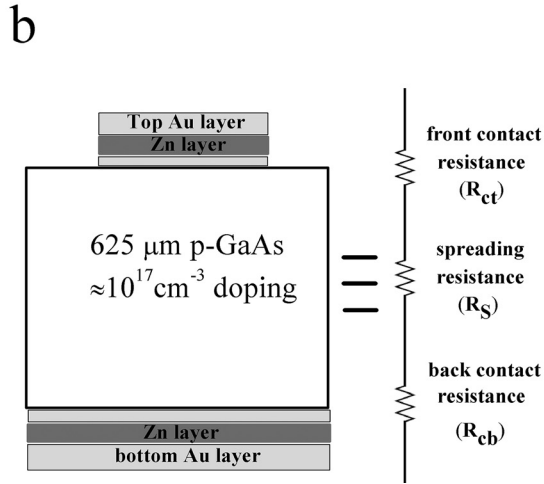 b
Top Au layer
Zn layer
625 μm p-GaAs
≈10¹⁷cm⁻³ doping
Zn layer
bottom Au layer
front contact
resistance
(R_ct)
spreading
resistance
(R_S)
back contact
resistance
(R_cb)